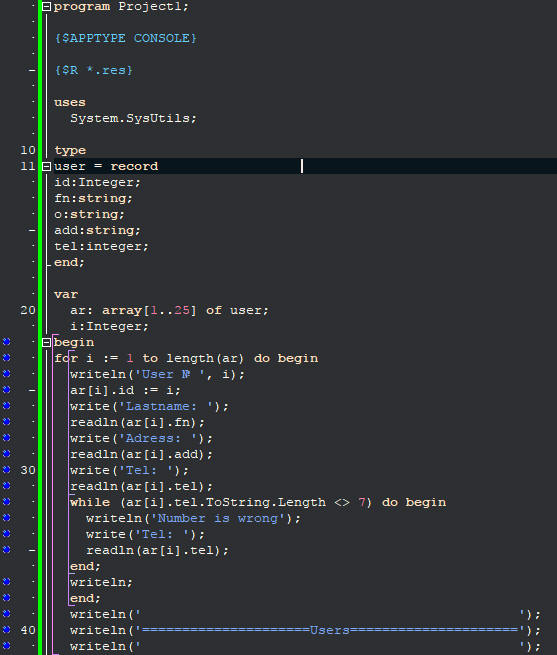 program Project1;
{$APPTYPE CONSOLE}
{$R *.res}
uses
System.SysUtils;
10 type
11 user = record
id:Integer;
fn:string;
o:string;
add:string;
tel:integer;
end;
var
20 ar: array[1..25] of user;
i:Integer;
begin
for i := 1 to length(ar) do begin
writeln('User № ', i);
ar[i].id := i;
write('Lastname: ');
readln(ar[i].fn);
write('Adress: ');
readln(ar[i].add);
30 write('Tel: ');
readln(ar[i].tel);
while (ar[i].tel.ToString.Length <> 7) do begin
writeln('Number is wrong');
write('Tel: ');
readln(ar[i].tel);
end;
writeln;
end;
writeln('                                               ');
40 writeln('=====================Users=====================');
writeln('                                               ');